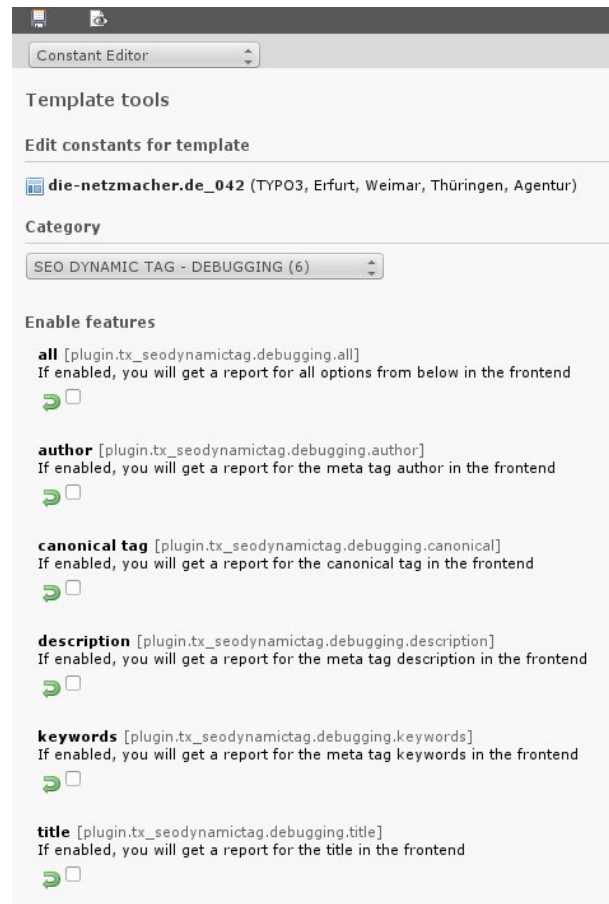 Constant Editor
Template tools
Edit constants for template
die-netzmacher.de_042 (TYPO3, Erfurt, Weimar, Thüringen, Agentur)
Category
SEO DYNAMIC TAG - DEBUGGING (6)
Enable features
all [plugin.tx_seodynamictag.debugging.all]
If enabled, you will get a report for all options from below in the frontend
author [plugin.tx_seodynamictag.debugging.author]
If enabled, you will get a report for the meta tag author in the frontend
canonical tag [plugin.tx_seodynamictag.debugging.canonical]
If enabled, you will get a report for the canonical tag in the frontend
description [plugin.tx_seodynamictag.debugging.description]
If enabled, you will get a report for the meta tag description in the frontend
keywords [plugin.tx_seodynamictag.debugging.keywords]
If enabled, you will get a report for the meta tag keywords in the frontend
title [plugin.tx_seodynamictag.debugging.title]
If enabled, you will get a report for the title in the frontend